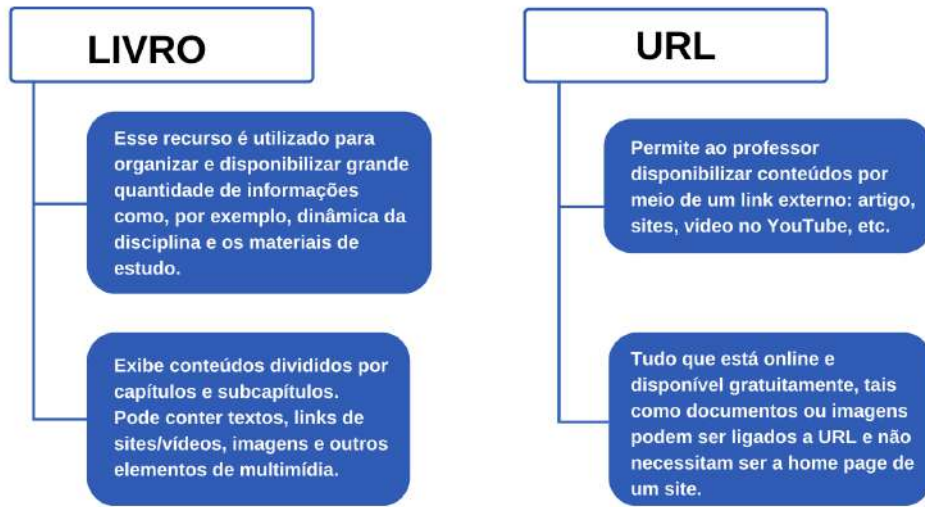 LIVRO
Esse recurso é utilizado para
organizar e disponibilizar grande
quantidade de informações
como, por exemplo, dinâmica da
disciplina e os materiais de
estudo.
Exibe conteúdos divididos por
capítulos e subcapítulos.
Pode conter textos, links de
sites/vídeos, imagens e outros
elementos de multimídia.
URL
Permite ao professor
disponibilizar conteúdos por
meio de um link externo: artigo,
sites, vídeo no YouTube, etc.
Tudo que está online e
disponível gratuitamente, tais
como documentos ou imagens
podem ser ligados a URL e não
necessitam ser a home page de
um site.